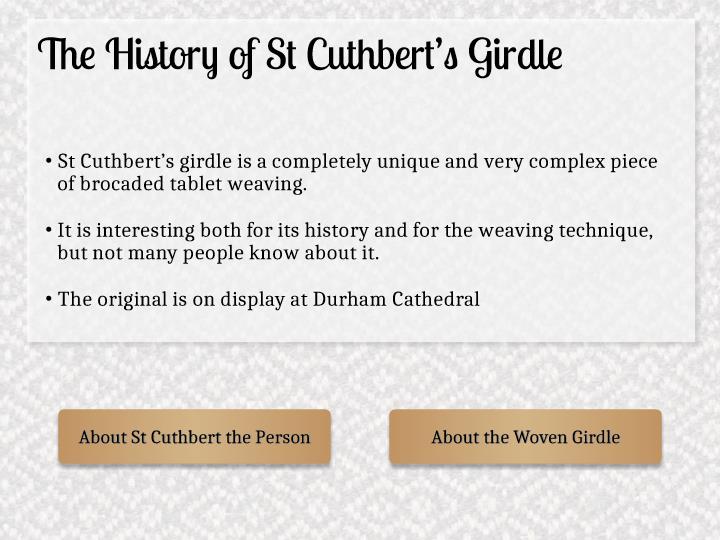 The History of St Cuthbert’s Girdle
• St Cuthbert’s girdle is a completely unique and very complex piece
of brocaded tablet weaving.
• It is interesting both for its history and for the weaving technique,
but not many people know about it.
• The original is on display at Durham Cathedral
About St Cuthbert the Person
About the Woven Girdle